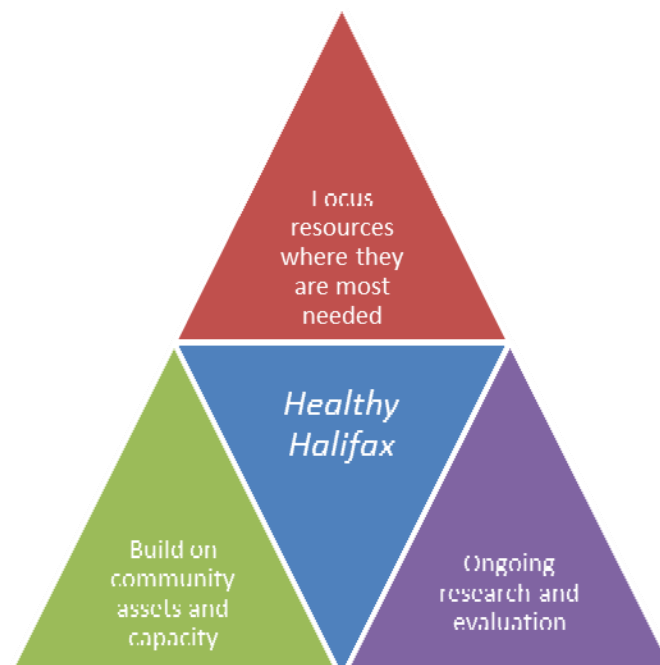 Focus
resources
where they
are most
needed
Healthy
Halifax
Build on
community
assets and
capacity
Ongoing
research and
evaluation